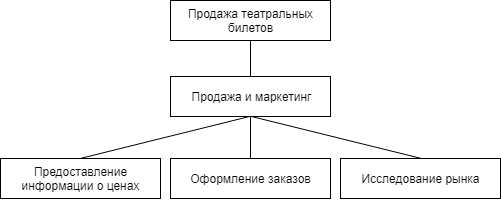 Продажа театральных
билетов
Продажа и маркетинг
Предоставление
информации о ценах
Оформление заказов
Исследование рынка